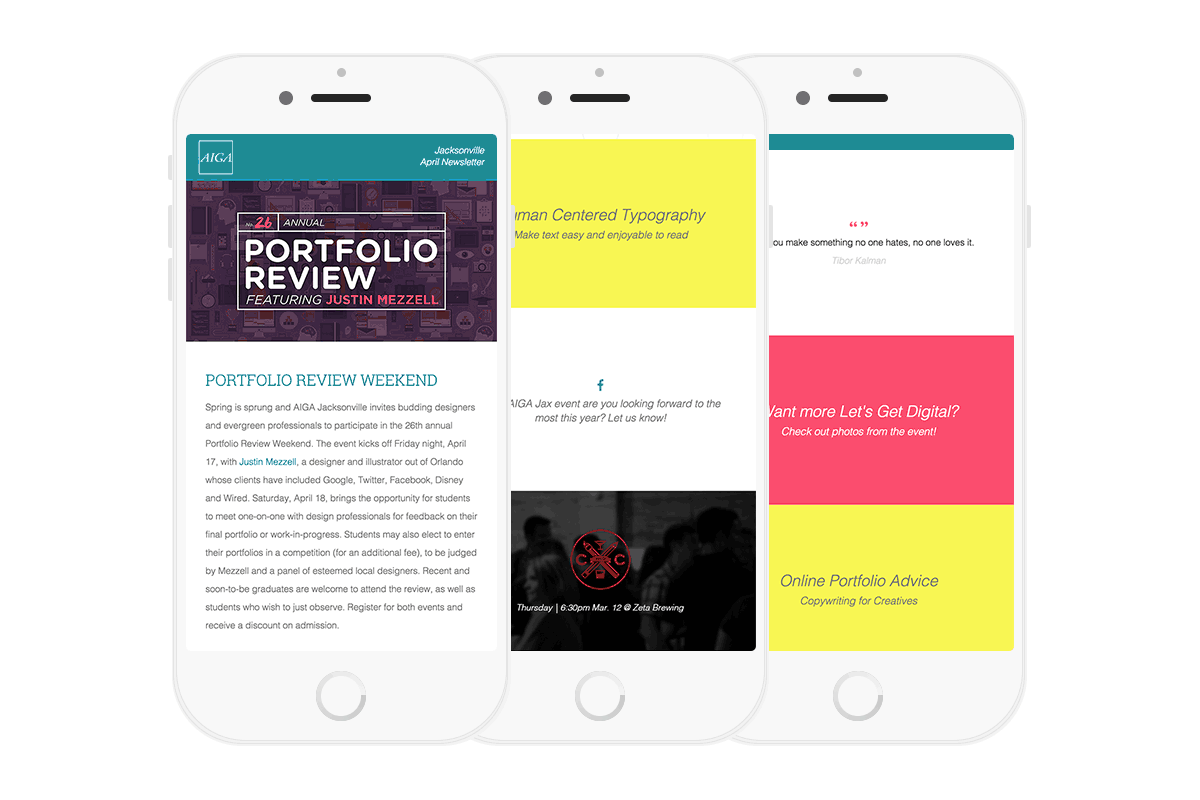 AIGA
Jacksonville
April Newsletter
No. 26 ANNUAL
PORTFOLIO
REVIEW
FEATURING JUSTIN MEZZELL
PORTFOLIO REVIEW WEEKEND
Spring is sprung and AIGA Jacksonville invites budding designers
and evergreen professionals to participate in the 26th annual
Portfolio Review Weekend. The event kicks off Friday night, April
17, with Justin Mezzell, a designer and illustrator out of Orlando
whose clients have included Google, Twitter, Facebook, Disney
and Wired. Saturday, April 18, brings the opportunity for students
to meet one-on-one with design professionals for feedback on their
final portfolio or work-in-progress. Students may also elect to enter
their portfolios in a competition (for an additional fee), to be judged
by Mezzell and a panel of esteemed local designers. Recent and
soon-to-be graduates are welcome to attend the review, as well as
students who wish to just observe. Register for both events and
receive a discount on admission.
uman Centered Typography
Make text easy and enjoyable to read
f
AIGA Jax event are you looking forward to the
most this year? Let us know!
C C
Thursday | 6:30pm Mar. 12 @ Zeta Brewing
“ ”
ou make something no one hates, no one loves it.
Tibor Kalman
Want more Let's Get Digital?
Check out photos from the event!
Online Portfolio Advice
Copywriting for Creatives